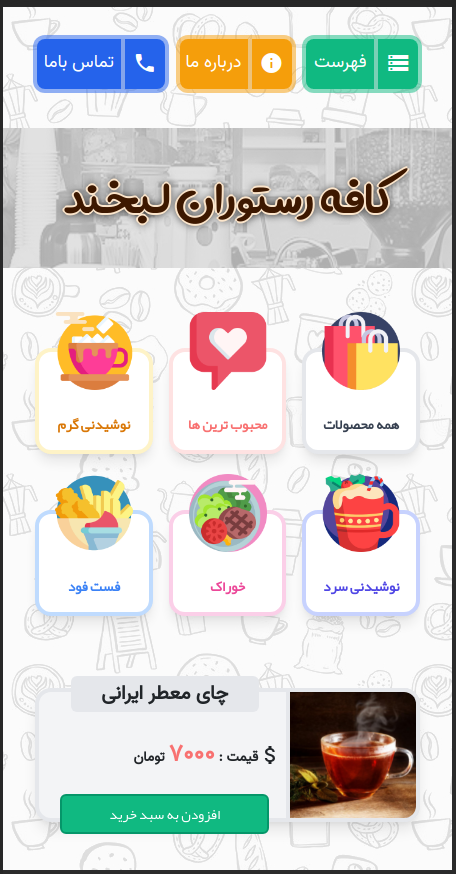 فهرست
درباره ما
تماس باما
کافه رستوران لبخند
همه محصولات
محبوب ترین ها
نوشیدنی گرم
نوشیدنی سرد
خوراک
فست فود
چای معطر ایرانی
$ قیمت : ۷۰۰۰ تومان
افزودن به سبد خرید